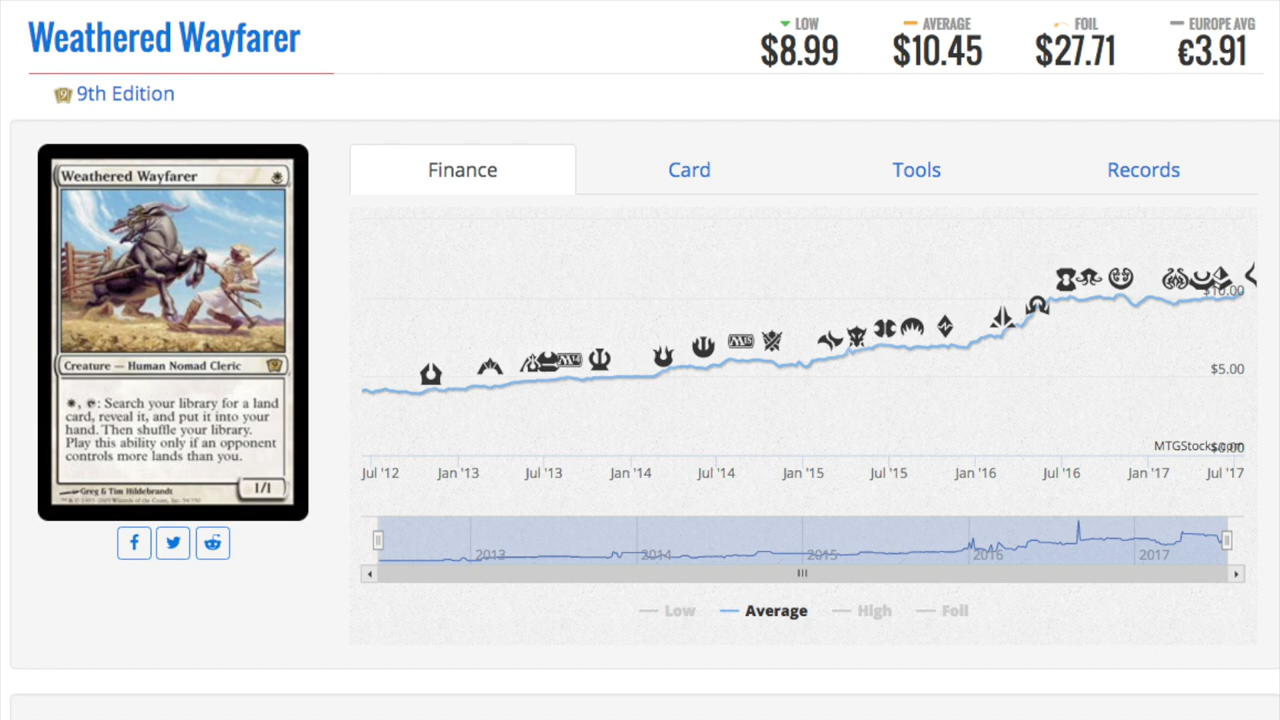 Weathered Wayfarer
LOW
$8.99
AVERAGE
$10.45
FOIL
$27.71
EUROPE AVG
€3.91
9th Edition
Finance
Card
Tools
Records
Weathered Wayfarer
Creature — Human Nomad Cleric
, : Search your library for a land
card, reveal it, and put it into your
hand. Then shuffle your library.
Play this ability only if an opponent
controls more lands than you.
Greg & Tim Hildebrandt
1/1
M15
M14
$10.00
$5.00
$0.00
MTGStocks.com
Jul '12
Jan '13
Jul '13
Jan '14
Jul '14
Jan '15
Jul '15
Jan '16
Jul '16
Jan '17
Jul '17
2013
2014
2015
2016
2017
Low
Average
High
Foil